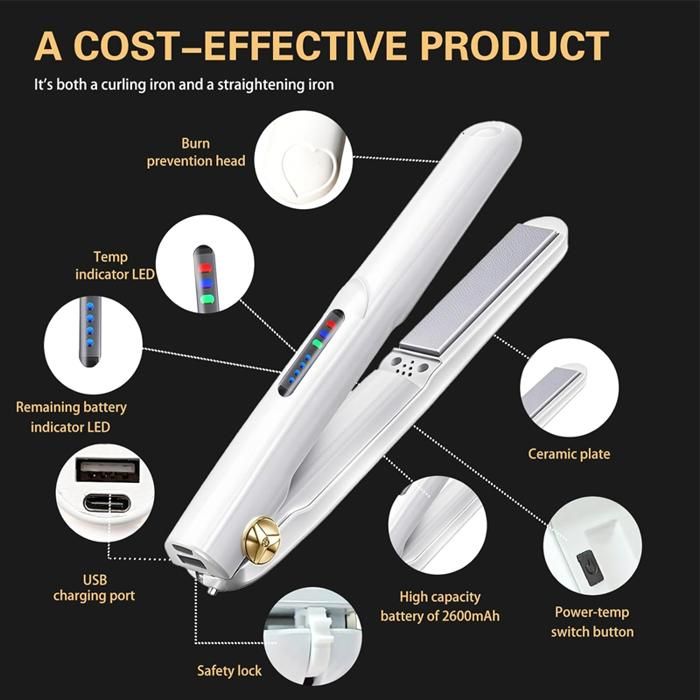 A COST–EFFECTIVE PRODUCT
It's both a curling iron and a straightening iron
Burn
prevention head
Temp
indicator LED
Remaining battery
indicator LED
Ceramic plate
USB
charging port
High capacity
battery of 2600mAh
Power-temp
switch button
Safety lock